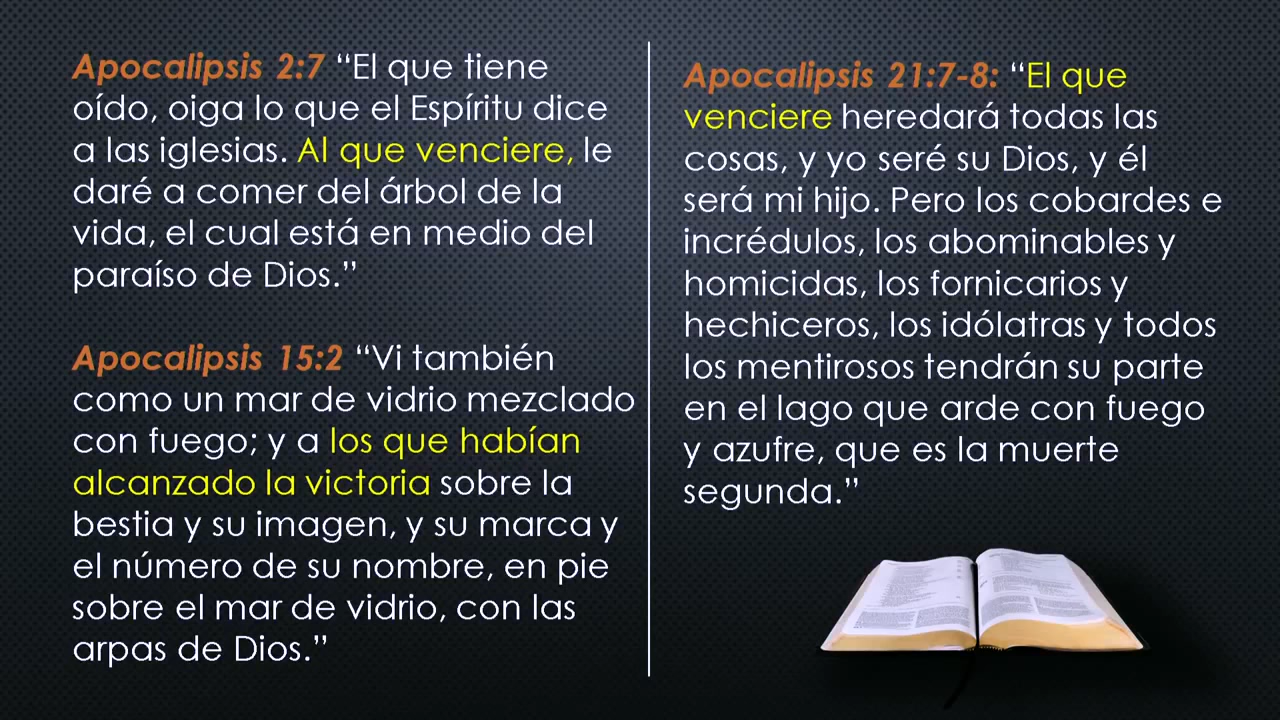 Apocalipsis 2:7 “El que tiene
oído, oiga lo que el Espíritu dice
a las iglesias. Al que venciere, le
daré a comer del árbol de la
vida, el cual está en medio del
paraíso de Dios.”
Apocalipsis 15:2 “Vi también
como un mar de vidrio mezclado
con fuego; y a los que habían
alcanzado la victoria sobre la
bestia y su imagen, y su marca y
el número de su nombre, en pie
sobre el mar de vidrio, con las
arpas de Dios.”
Apocalipsis 21:7-8: “El que
venciere heredará todas las
cosas, y yo seré su Dios, y él
será mi hijo. Pero los cobardes e
incrédulos, los abominables y
homicidas, los fornicarios y
hechiceros, los idólatras y todos
los mentirosos tendrán su parte
en el lago que arde con fuego
y azufre, que es la muerte
segunda.”